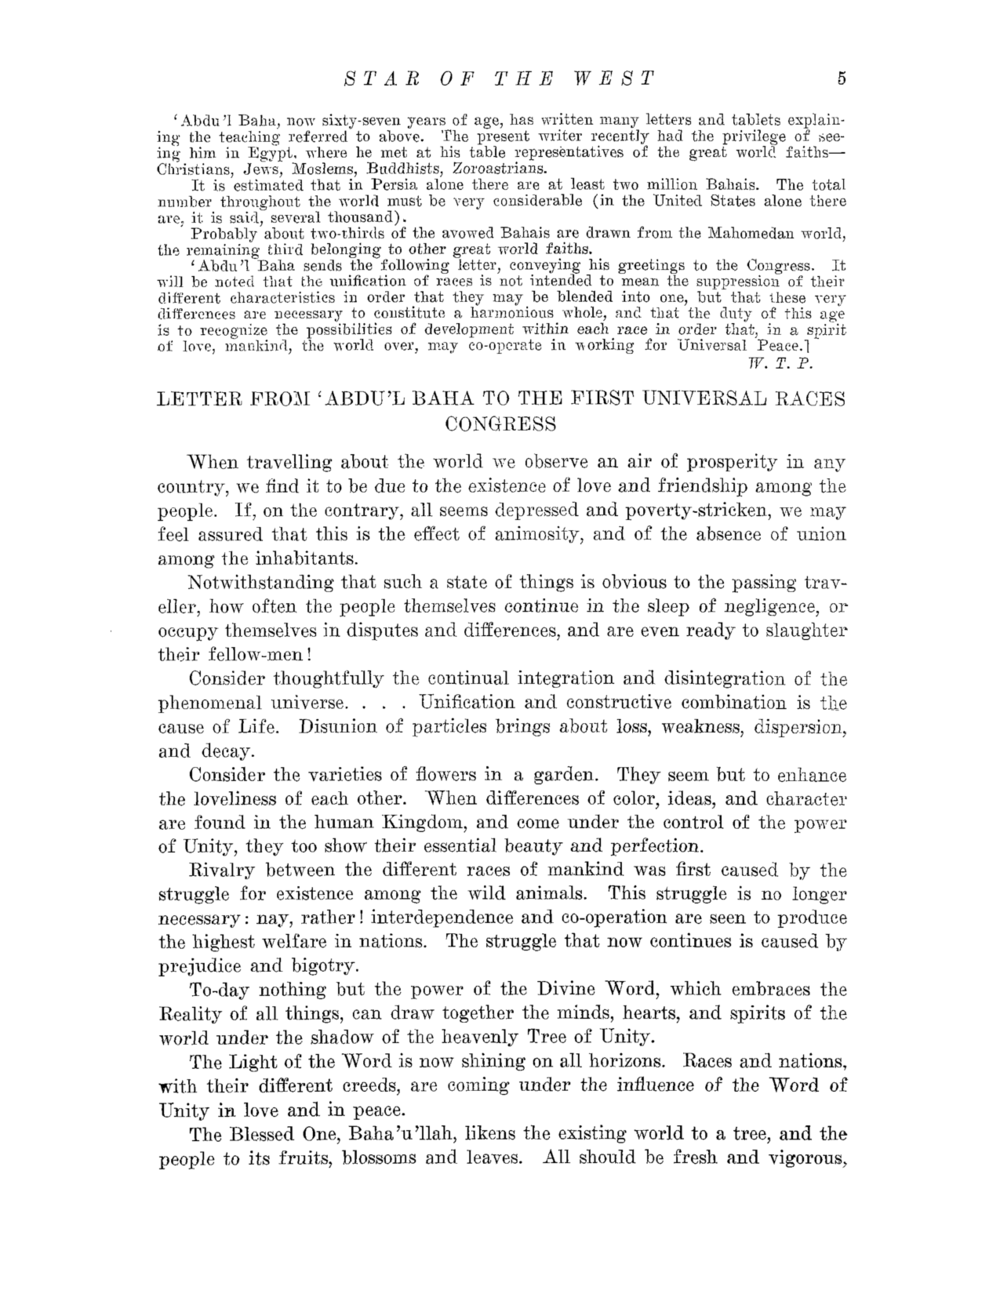 STAR OF THE WEST 5
‘Abdu’l Baha, now sixty-seven years of age, has written many letters and tablets explain-
ing the teaching referred to above. The present writer recently had the privilege of see-
ing him in Egypt, where he met at his table representatives of the great world faiths—
Christians, Jews, Moslems, Buddhists, Zoroastrians.
It is estimated that in Persia alone there are at least two million Bahais. The total
number throughout the world must be very considerable (in the United States alone there
are, it is said, several thousand).
Probably about two-thirds of the avowed Bahais are drawn from the Mahomedan world,
the remaining third belonging to other great world faiths.
‘Abdu’l Baha sends the following letter, conveying his greetings to the Congress. It
will be noted that the unification of races is not intended to mean the suppression of their
different characteristics in order that they may be blended into one, but that these very
differences are necessary to constitute a harmonious whole, and that the duty of this age
is to recognize the possibilities of development within each race in order that, in a spirit
of love, mankind, the world over, may co-operate in working for Universal Peace.]
W. T. P.
LETTER FROM ‘ABDU’L BAHA TO THE FIRST UNIVERSAL RACES
CONGRESS
When travelling about the world we observe an air of prosperity in any
country, we find it to be due to the existence of love and friendship among the
people. If, on the contrary, all seems depressed and poverty-stricken, we may
feel assured that this is the effect of animosity, and of the absence of union
among the inhabitants.
Notwithstanding that such a state of things is obvious to the passing trav-
eller, how often the people themselves continue in the sleep of negligence, or
occupy themselves in disputes and differences, and are even ready to slaughter
their fellow-men!
Consider thoughtfully the continual integration and disintegration of the
phenomenal universe. . . . Unification and constructive combination is the
cause of Life. Disunion of particles brings about loss, weakness, dispersion,
and decay.
Consider the varieties of flowers in a garden. They seem but to enhance
the loveliness of each other. When differences of color, ideas, and character
are found in the human Kingdom, and come under the control of the power
of Unity, they too show their essential beauty and perfection.
Rivalry between the different races of mankind was first caused by the
struggle for existence among the wild animals. This struggle is no longer
necessary: nay, rather! interdependence and co-operation are seen to produce
the highest welfare in nations. The struggle that now continues is caused by
prejudice and bigotry.
To-day nothing but the power of the Divine Word, which embraces the
Reality of all things, can draw together the minds, hearts, and spirits of the
world under the shadow of the heavenly Tree of Unity.
The Light of the Word is now shining on all horizons. Races and nations,
with their different creeds, are coming under the influence of the Word of
Unity in love and in peace.
The Blessed One, Baha’u’llah, likens the existing world to a tree, and the
people to its fruits, blossoms and leaves. All should be fresh and vigorous,